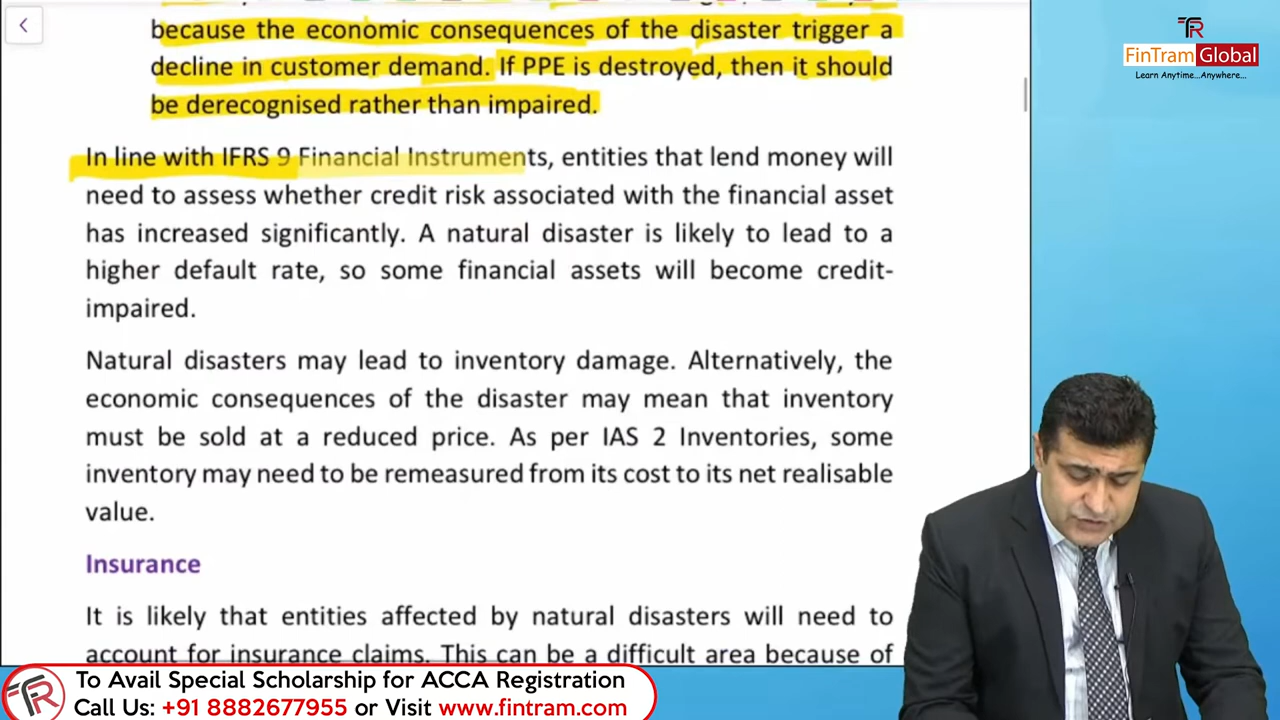 because the economic consequences of the disaster trigger a
decline in customer demand. If PPE is destroyed, then it should
be derecognised rather than impaired.
In line with IFRS 9 Financial Instruments, entities that lend money will
need to assess whether credit risk associated with the financial asset
has increased significantly. A natural disaster is likely to lead to a
higher default rate, so some financial assets will become credit-
impaired.
Natural disasters may lead to inventory damage. Alternatively, the
economic consequences of the disaster may mean that inventory
must be sold at a reduced price. As per IAS 2 Inventories, some
inventory may need to be remeasured from its cost to its net realisable
value.
Insurance
It is likely that entities affected by natural disasters will need to
account for insurance claims. This can be a difficult area because of
FinTram Global
Learn Anytime...Anywhere...
To Avail Special Scholarship for ACCA Registration
Call Us: +91 8882677955 or Visit www.fintram.com